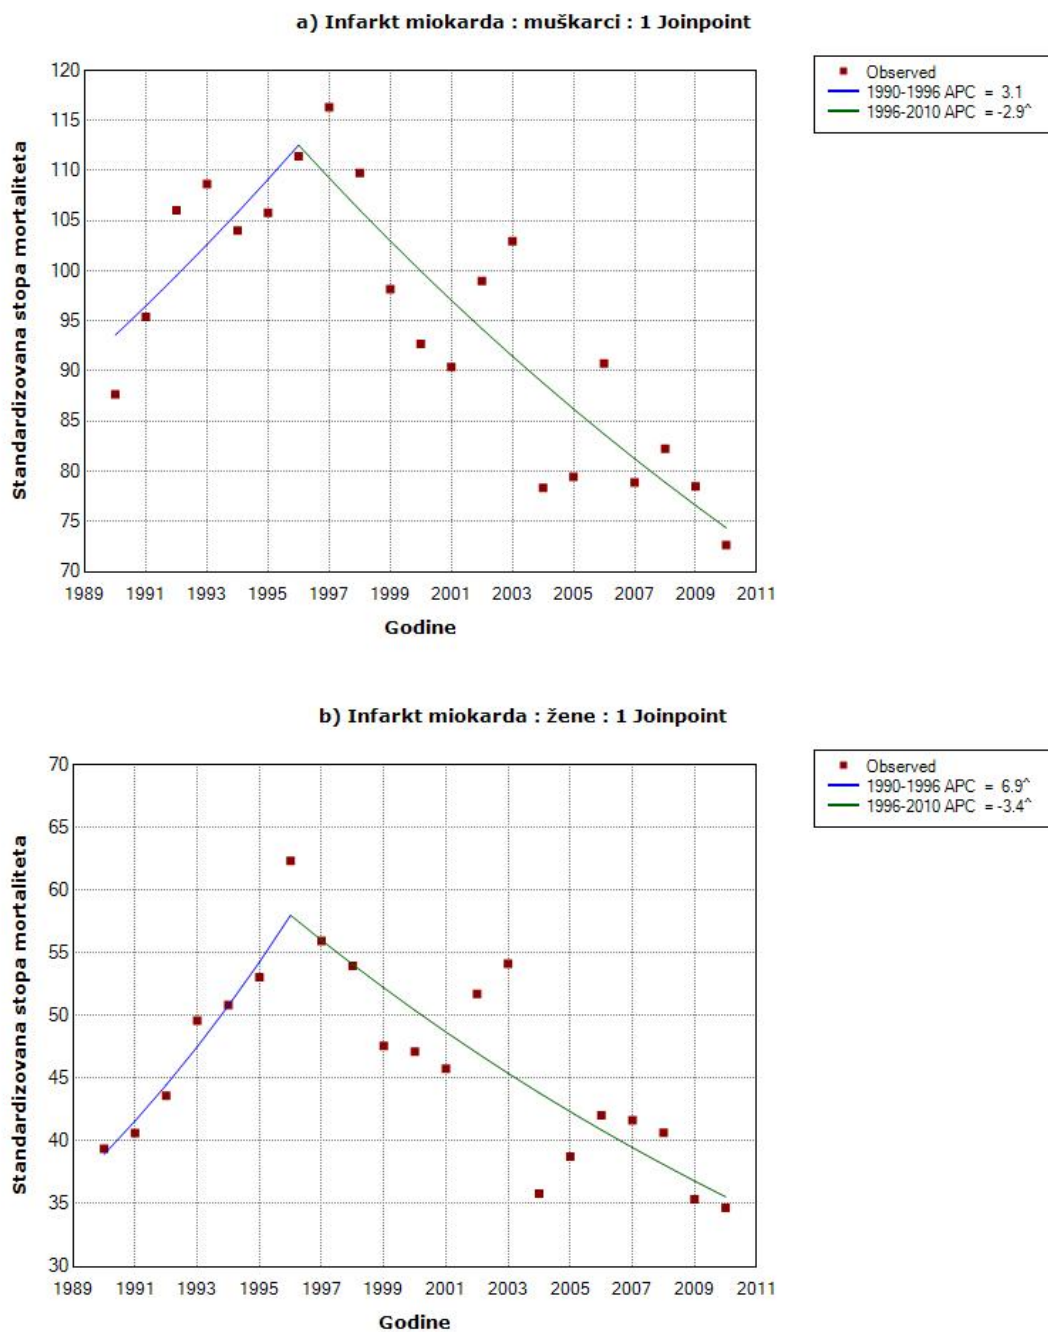 a) Infarkt miokarda : muškarci : 1 Joinpoint
Observed
1990-1996 APC = 3.1
1996-2010 APC = -2.9^
Standardizovana stopa mortaliteta
120
115
110
105
100
95
90
85
80
75
70
1989 1991 1993 1995 1997 1999 2001 2003 2005 2007 2009 2011
Godine
b) Infarkt miokarda : žene : 1 Joinpoint
Observed
1990-1996 APC = 6.9^
1996-2010 APC = -3.4^
Standardizovana stopa mortaliteta
70
65
60
55
50
45
40
35
30
1989 1991 1993 1995 1997 1999 2001 2003 2005 2007 2009 2011
Godine